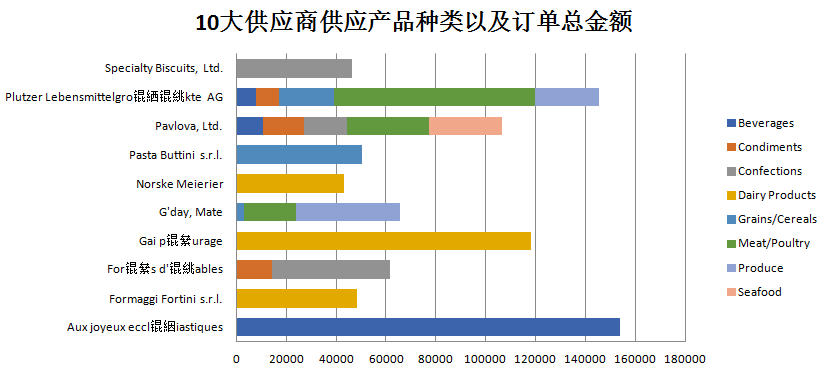 10大供应商供应产品种类以及订单总金额
Specialty Biscuits, Ltd.
Plutzer Lebensmittelgro锟絤锟絩kte AG
Pavlova, Ltd.
Pasta Buttini s.r.l.
Norske Meierier
G'day, Mate
Gai p锟絭urage
For锟絭s d'锟絩ables
Formaggi Fortini s.r.l.
Aux joyeux eccl锟絪iastiques
0 20000 40000 60000 80000 100000 120000 140000 160000 180000
Beverages
Condiments
Confections
Dairy Products
Grains/Cereals
Meat/Poultry
Produce
Seafood